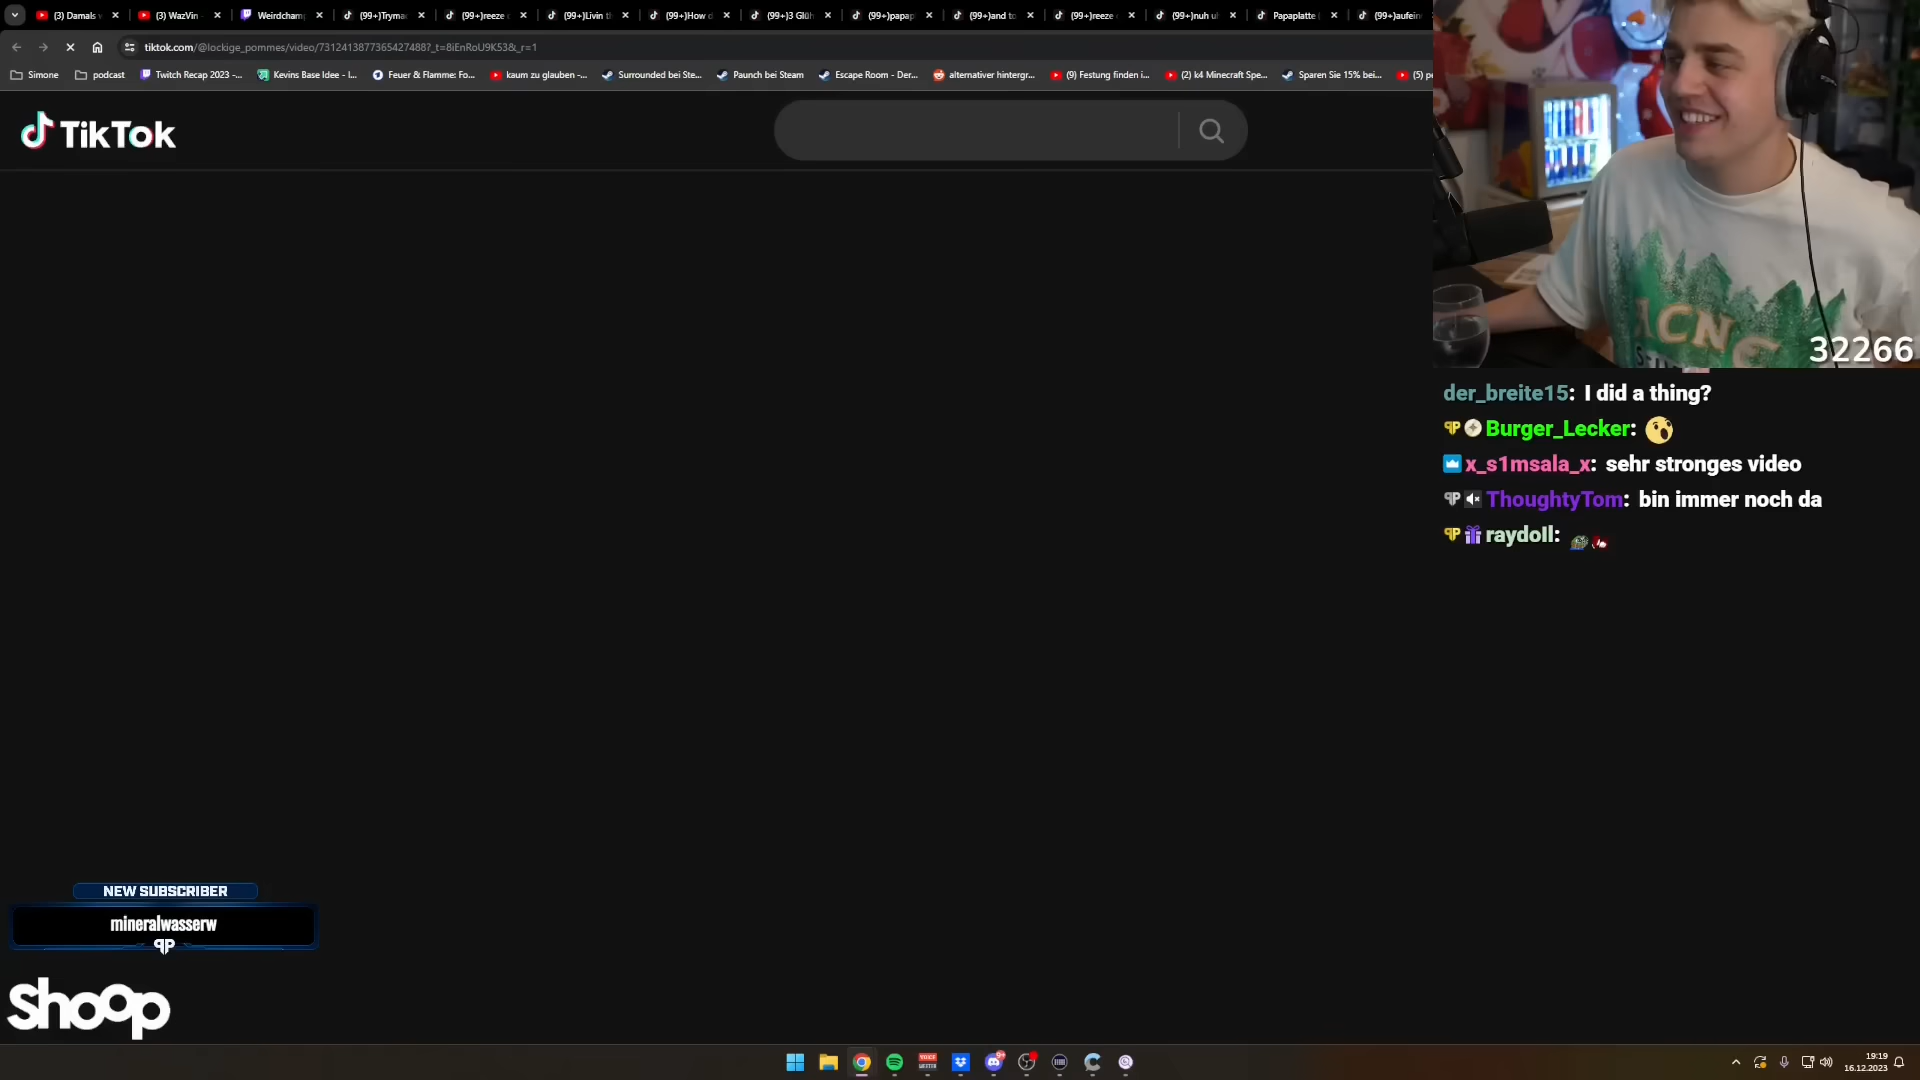 (3) Damals
(3) WazVin
Weirdcham
(99+)Tryma
(99+)reeze
(99+)Livin th
(99+)How
(99+)3 Glüh
(99+)papap
(99+)and to
(99+)reeze
(99+)nuh u
Papaplatte
(99+)aufein
tiktok.com/@lockige_pommes/video/7312413877365427488?_t=8iEnRoU9K53&_r=1
Simone
podcast
Twitch Recap 2023 -...
Kevins Base Idee - I...
Feuer & Flamme: Fo...
kaum zu glauben -...
Surrounded bei Ste...
Paunch bei Steam
Escape Room - Der...
alternativer hintergr...
(9) Festung finden i...
(2) k4 Minecraft Spe...
Sparen Sie 15% bei...
TikTok
32266
der_breite15: I did a thing?
Burger_Lecker:
x_s1msala_x: sehr stronges video
ThoughtyTom: bin immer noch da
raydoll:
NEW SUBSCRIBER
mineralwasserw
shoop
19:19
16.12.2023